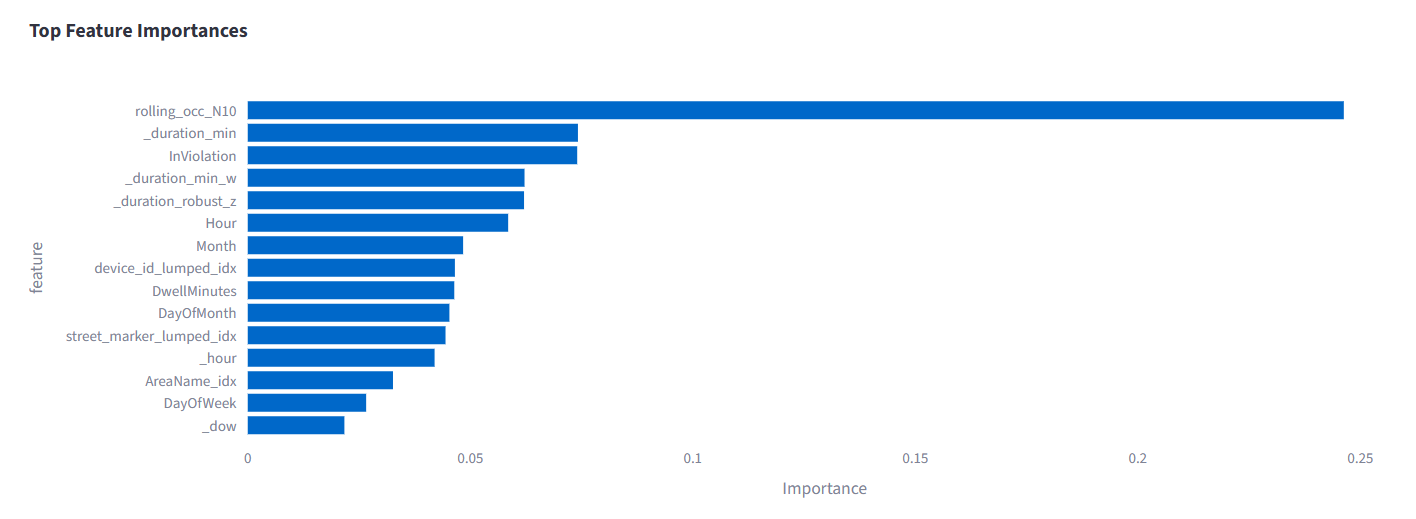 Top Feature Importances
rolling_occ_N10
_duration_min
InViolation
_duration_min_w
_duration_robust_z
Hour
Month
device_id_lumped_idx
DwellMinutes
DayOfMonth
street_marker_lumped_idx
_hour
AreaName_idx
DayOfWeek
_dow
feature
0 0.05 0.1 0.15 0.2 0.25
Importance